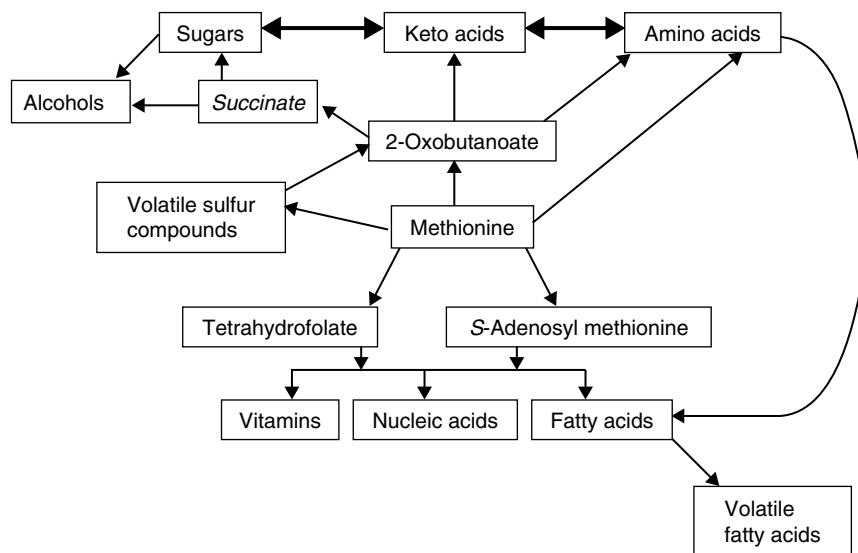 Sugars
Keto acids
Amino acids
Alcohols
Succinate
2-Oxobutanoate
Volatile sulfur
compounds
Methionine
Tetrahydrofolate
S-Adenosyl methionine
Vitamins
Nucleic acids
Fatty acids
Volatile
fatty acids